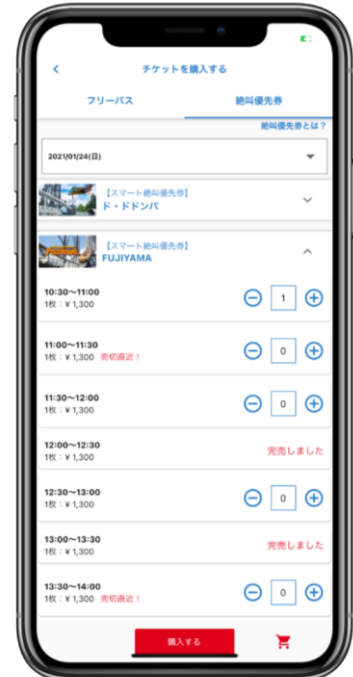 チケットを購入する
フリーパス
絶叫優先券
絶叫優先券とは？
2021/01/24(日)
【スマート絶叫優先券】
ド・ドドンパ
【スマート絶叫優先券】
FUJIYAMA
10:30〜11:00
1枚：¥ 1,300
1
11:00〜11:30
1枚：¥ 1,300 売切直近！
0
11:30〜12:00
1枚：¥ 1,300
0
12:00〜12:30
1枚：¥ 1,300
完売しました
12:30〜13:00
1枚：¥ 1,300
0
13:00〜13:30
1枚：¥ 1,300
完売しました
13:30〜14:00
1枚：¥ 1,300 売切直近！
0
購入する